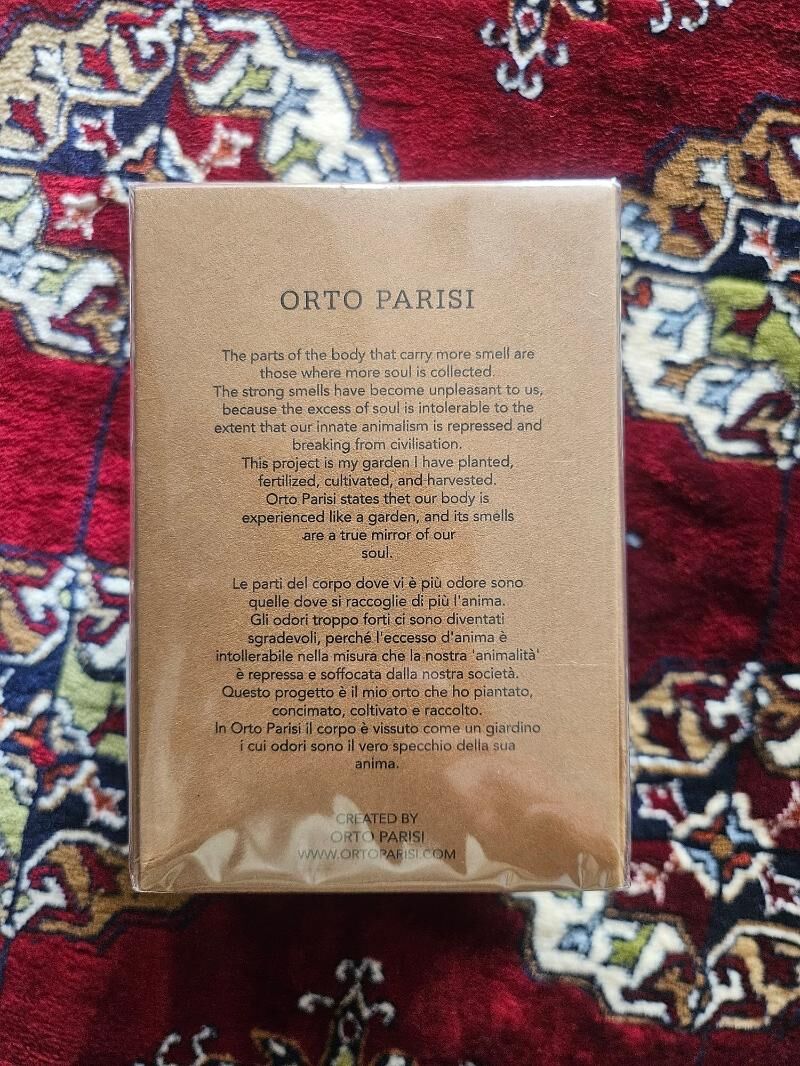 ORTO PARISI
The parts of the body that carry more smell are
those where more soul is collected.
The strong smells have become unpleasant to us,
because the excess of soul is intolerable to the
extent that our innate animalism is repressed and
breaking from civilisation.
This project is my garden I have planted,
fertilized, cultivated, and harvested.
Orto Parisi states thet our body is
experienced like a garden, and its smells
are a true mirror of our
soul.
Le parti del corpo dove vi è più odore sono
quelle dove si raccoglie di più l'anima.
Gli odori troppo forti ci sono diventati
sgradevoli, perché l'eccesso d'anima è
intollerabile nella misura che la nostra 'animalità'
è repressa e soffocata dalla nostra società.
Questo progetto è il mio orto che ho piantato,
concimato, coltivato e raccolto.
In Orto Parisi il corpo è vissuto come un giardino
i cui odori sono il vero specchio della sua
anima.
CREATED BY
ORTO PARISI
WWW.ORTOPARISI.COM